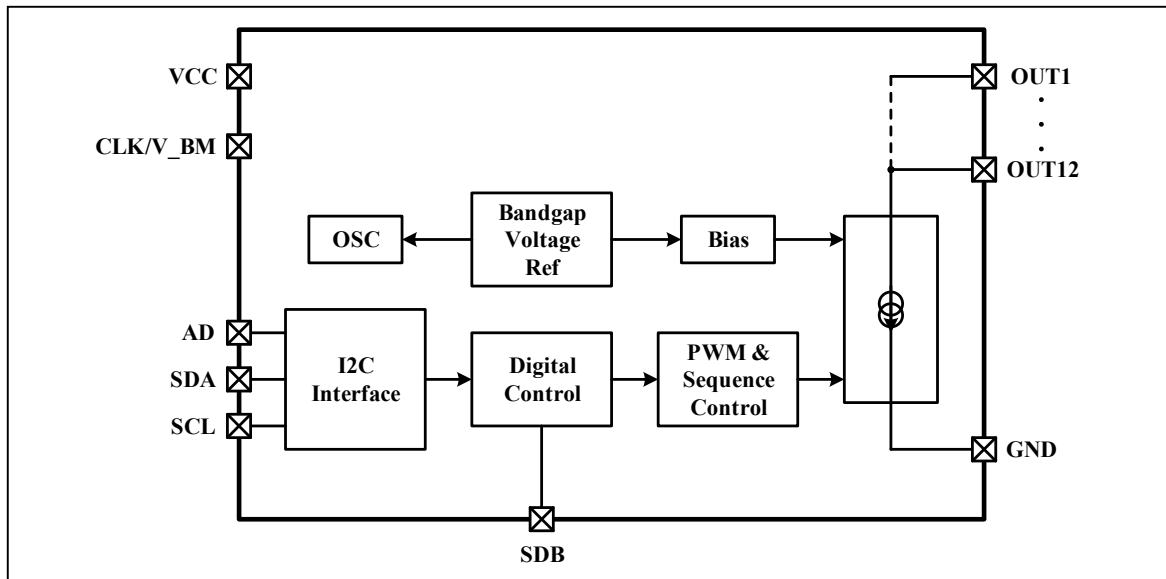 VCC
OUT1
CLK/V_BM
OUT12
Bandgap
Voltage
Ref
OSC
Bias
AD
SDA
SCL
I2C
Interface
Digital
Control
PWM &
Sequence
Control
GND
SDB